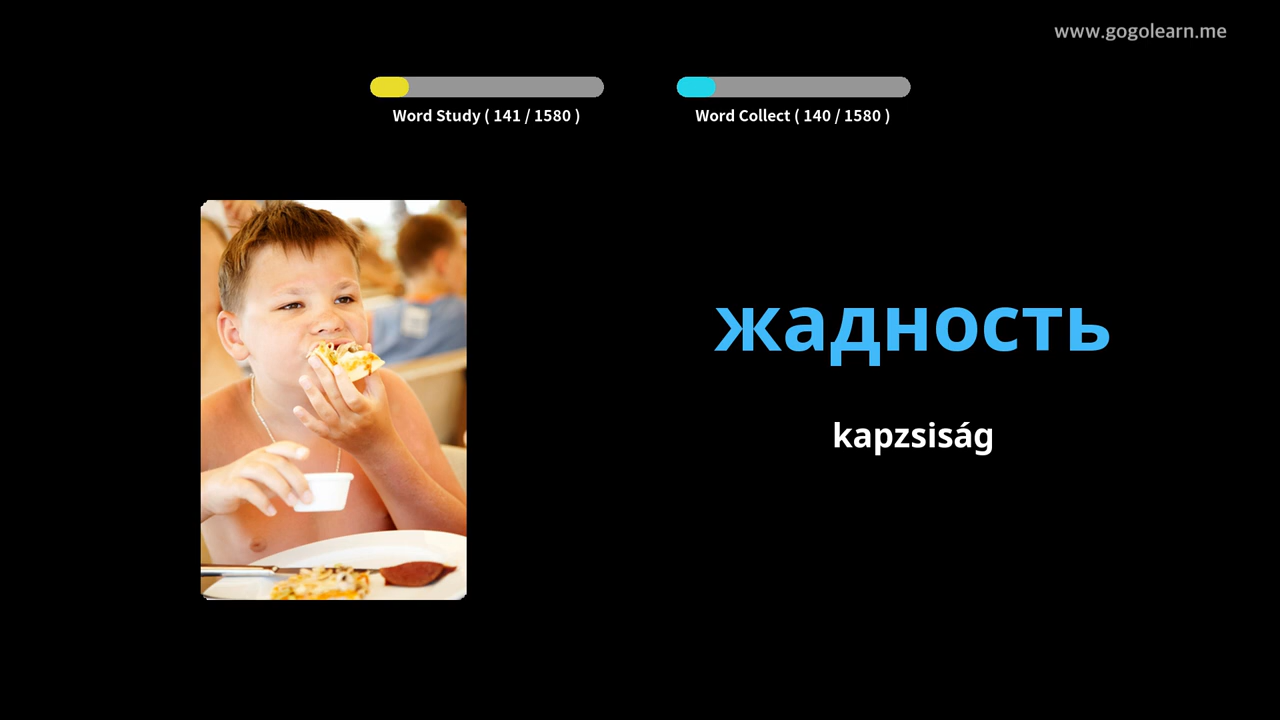 www.gogolearn.me
Word Study ( 141 / 1580 )
Word Collect ( 140 / 1580 )
жадность
kapzsiság